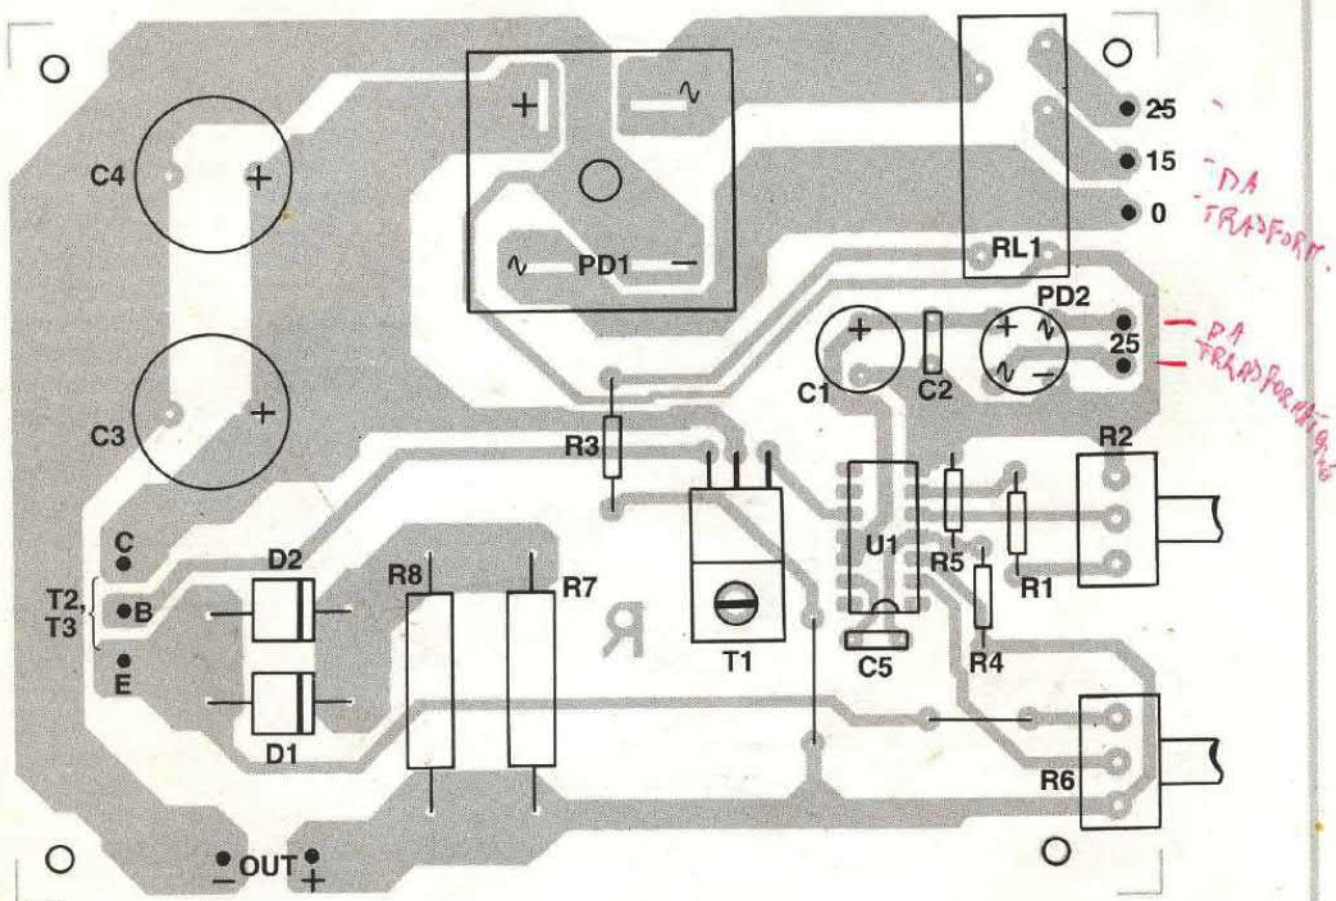 25
C4
+
+
~
15
DA
TRASFORM.
0
~
PD1
−
RL1
PD2
+
+
~
DA
25
~
−
C1
C2
C3
+
R3
R2
C
U1
D2
R5
R8
R7
R1
T2,
T3
B
R
T1
C5
R4
E
D1
R6
OUT
−
+